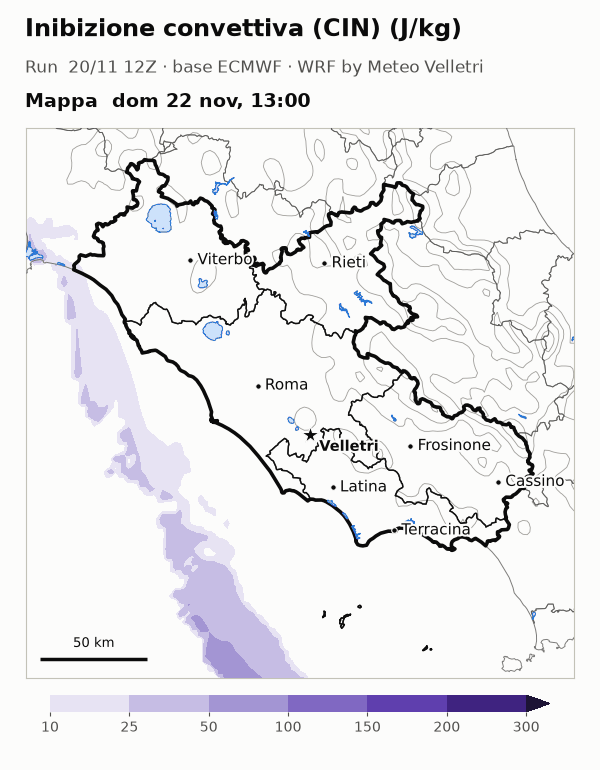 Inibizione convettiva (CIN) (J/kg)
Run  20/11 12Z · base ECMWF · WRF by Meteo Velletri
Mappa  dom 22 nov, 13:00
Viterbo
Rieti
Roma
Velletri
Frosinone
Cassino
Latina
Terracina
50 km
10 25 50 100 150 200 300